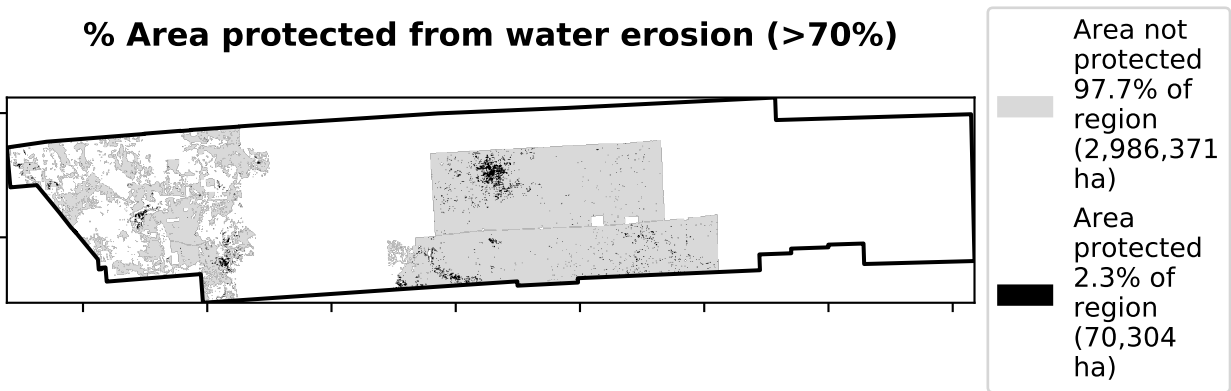 % Area protected from water erosion (>70%)
Area not
protected
97.7% of
region
(2,986,371
ha)
Area
protected
2.3% of
region
(70,304
ha)